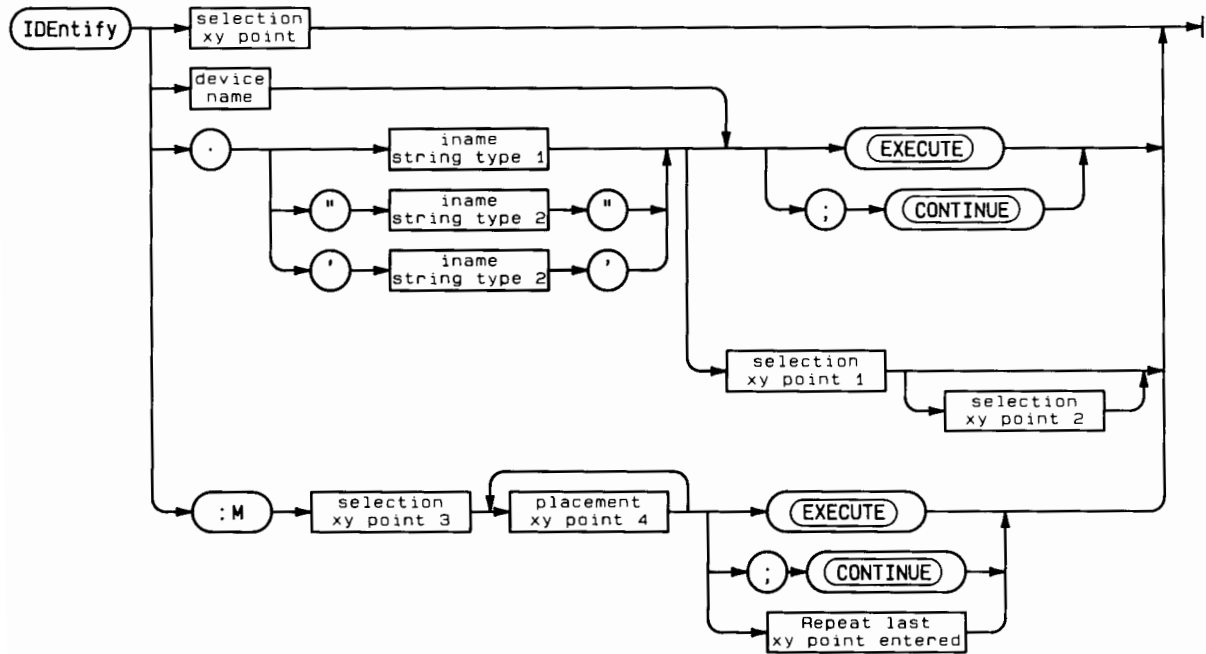 IDEntify
selection
xy point
device
name
.
iname
string type 1
EXECUTE
"
iname
string type 2
"
;
CONTINUE
'
iname
string type 2
'
selection
xy point 1
selection
xy point 2
:M
selection
xy point 3
placement
xy point 4
EXECUTE
;
CONTINUE
Repeat last
xy point entered